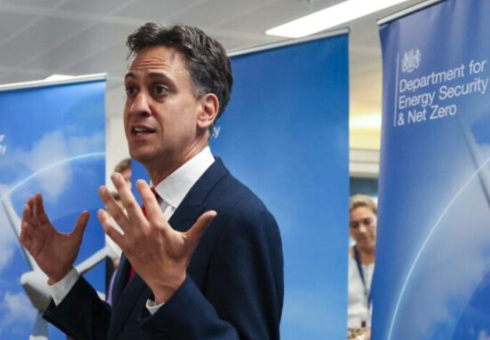 Department for
Energy Security
& Net Zero